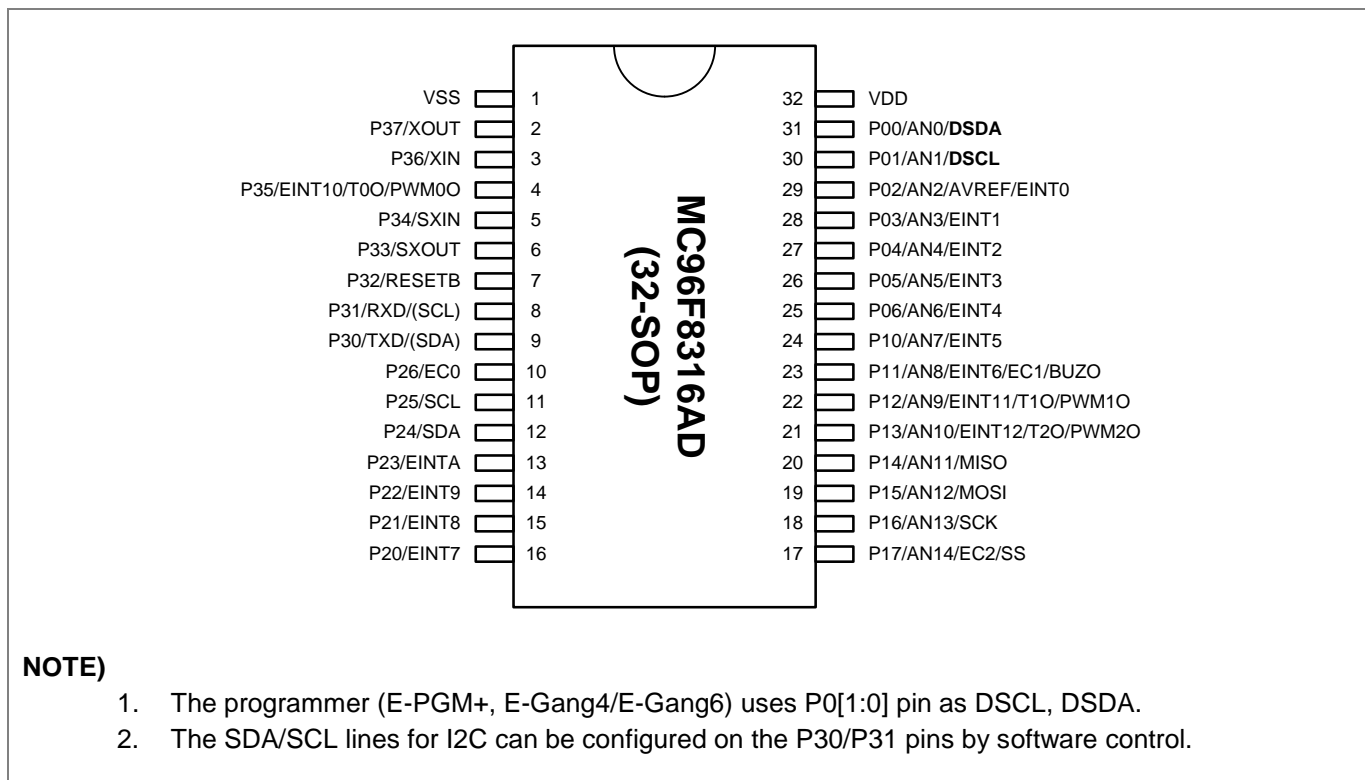 VSS 1 32 VDD
P37/XOUT 2 31 P00/AN0/DSDA
P36/XIN 3 30 P01/AN1/DSCL
P35/EINT10/T0O/PWM0O 4 29 P02/AN2/AVREF/EINT0
P34/SXIN 5 28 P03/AN3/EINT1
P33/SXOUT 6 27 P04/AN4/EINT2
P32/RESETB 7 26 P05/AN5/EINT3
P31/RXD/(SCL) 8 25 P06/AN6/EINT4
P30/TXD/(SDA) 9 24 P10/AN7/EINT5
P26/EC0 10 23 P11/AN8/EINT6/EC1/BUZO
P25/SCL 11 22 P12/AN9/EINT11/T1O/PWM1O
P24/SDA 12 21 P13/AN10/EINT12/T2O/PWM2O
P23/EINTA 13 20 P14/AN11/MISO
P22/EINT9 14 19 P15/AN12/MOSI
P21/EINT8 15 18 P16/AN13/SCK
P20/EINT7 16 17 P17/AN14/EC2/SS
MC96F8316AD
(32-SOP)
NOTE)
1. The programmer (E-PGM+, E-Gang4/E-Gang6) uses P0[1:0] pin as DSCL, DSDA.
2. The SDA/SCL lines for I2C can be configured on the P30/P31 pins by software control.